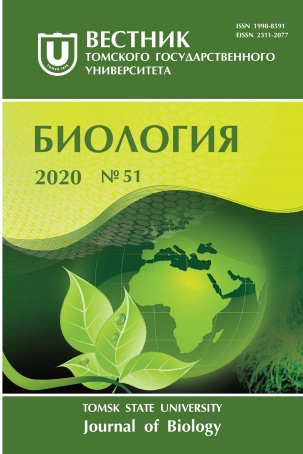 ISSN 1998-8591
EISSN 2311-2077
ВЕСТНИК
ТОМСКОГО ГОСУДАРСТВЕННОГО
УНИВЕРСИТЕТА
БИОЛОГИЯ
2020 №51
TOMSK STATE UNIVERSITY
Journal of Biology